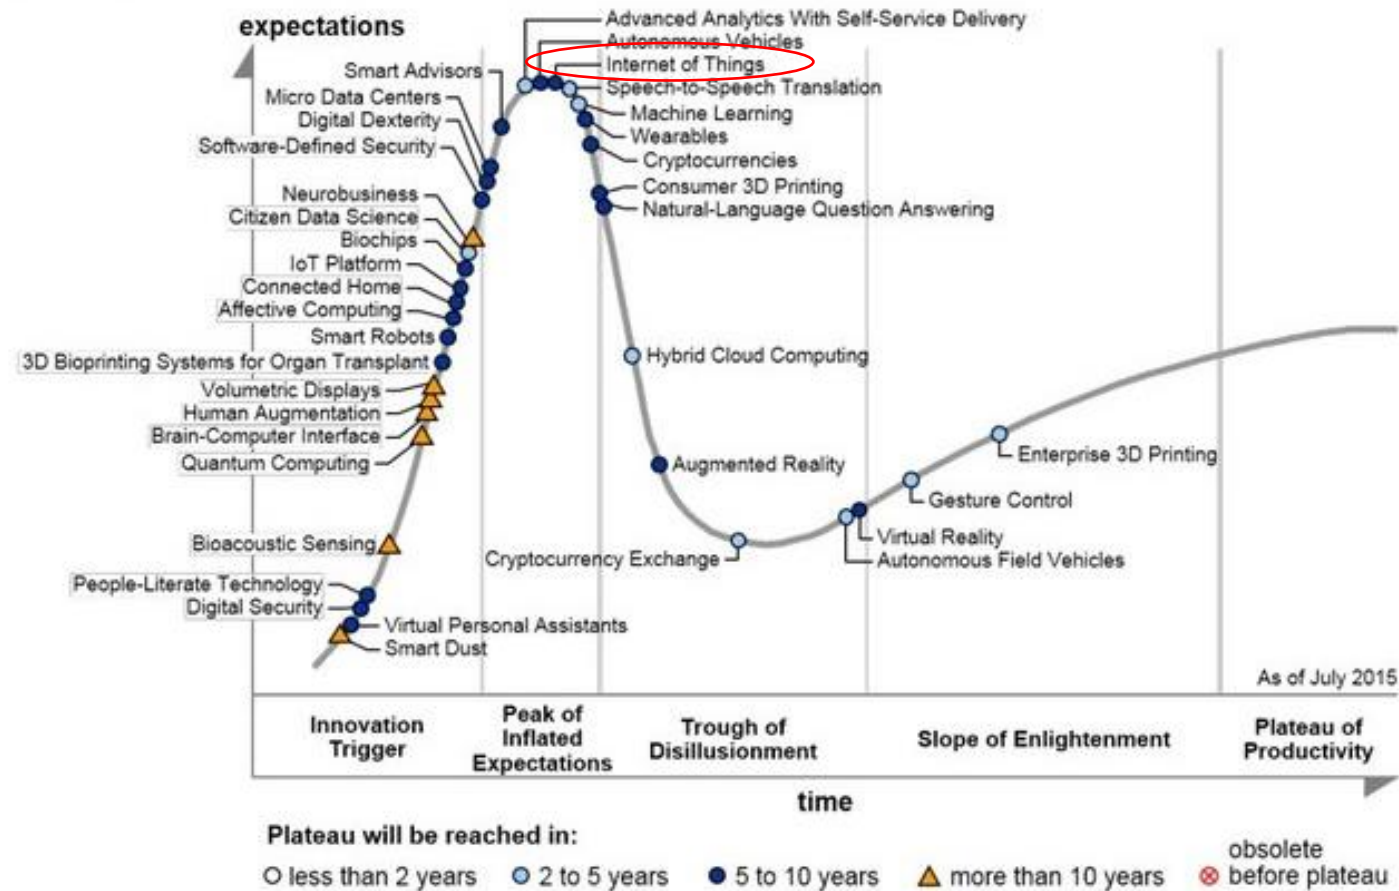 expectations
Advanced Analytics With Self-Service Delivery
Autonomous Vehicles
Internet of Things
Speech-to-Speech Translation
Machine Learning
Wearables
Cryptocurrencies
Consumer 3D Printing
Natural-Language Question Answering
Smart Advisors
Micro Data Centers
Digital Dexterity
Software-Defined Security
Neurobusiness
Citizen Data Science
Biochips
IoT Platform
Connected Home
Affective Computing
Smart Robots
3D Bioprinting Systems for Organ Transplant
Volumetric Displays
Human Augmentation
Brain-Computer Interface
Quantum Computing
Bioacoustic Sensing
People-Literate Technology
Digital Security
Virtual Personal Assistants
Smart Dust
Hybrid Cloud Computing
Augmented Reality
Cryptocurrency Exchange
Enterprise 3D Printing
Gesture Control
Virtual Reality
Autonomous Field Vehicles
As of July 2015
Innovation
Trigger
Peak of
Inflated
Expectations
Trough of
Disillusionment
Slope of Enlightenment
Plateau of
Productivity
time
Plateau will be reached in:
less than 2 years
2 to 5 years
5 to 10 years
more than 10 years
obsolete
before plateau